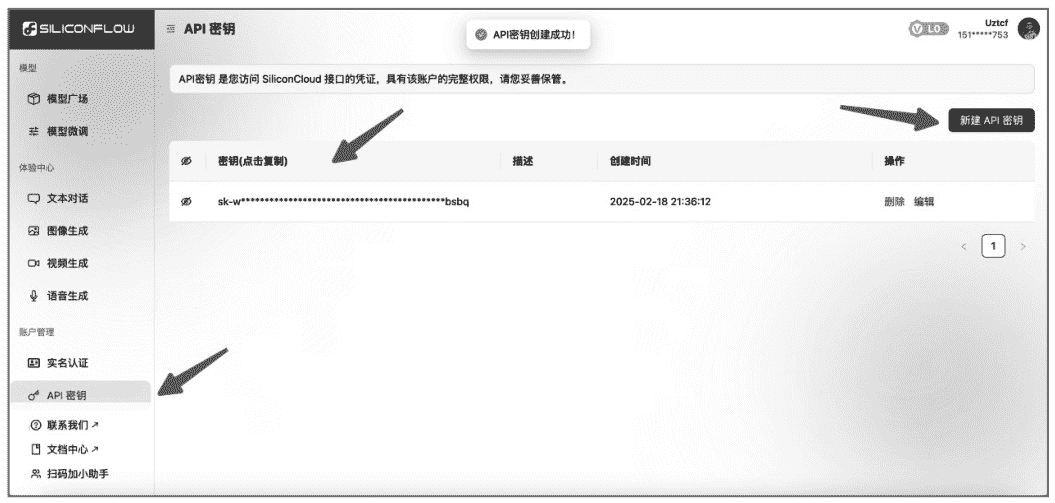 SILICONFLOW
API 密钥
API密钥创建成功!
L0
Uztcf
151*****753
模型
模型广场
模型微调
体验中心
文本对话
图像生成
视频生成
语音生成
账户管理
实名认证
API 密钥
联系我们
文档中心
扫码加小助手
API密钥 是您访问 SiliconCloud 接口的凭证，具有该账户的完整权限，请您妥善保管。
新建 API 密钥
密钥(点击复制) 描述 创建时间 操作
sk-w********************************************bsbq 2025-02-18 21:36:12 删除 编辑
< 1 >